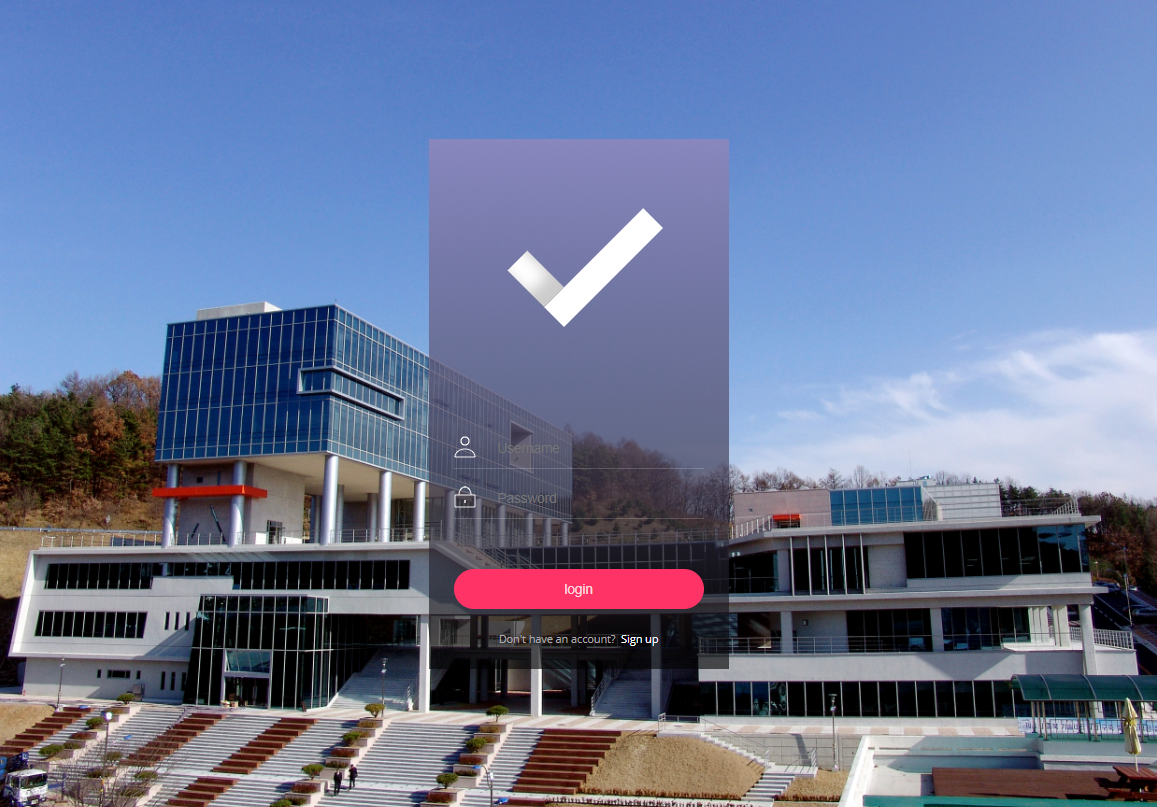 Username
Password
login
Don't have an account? Sign up